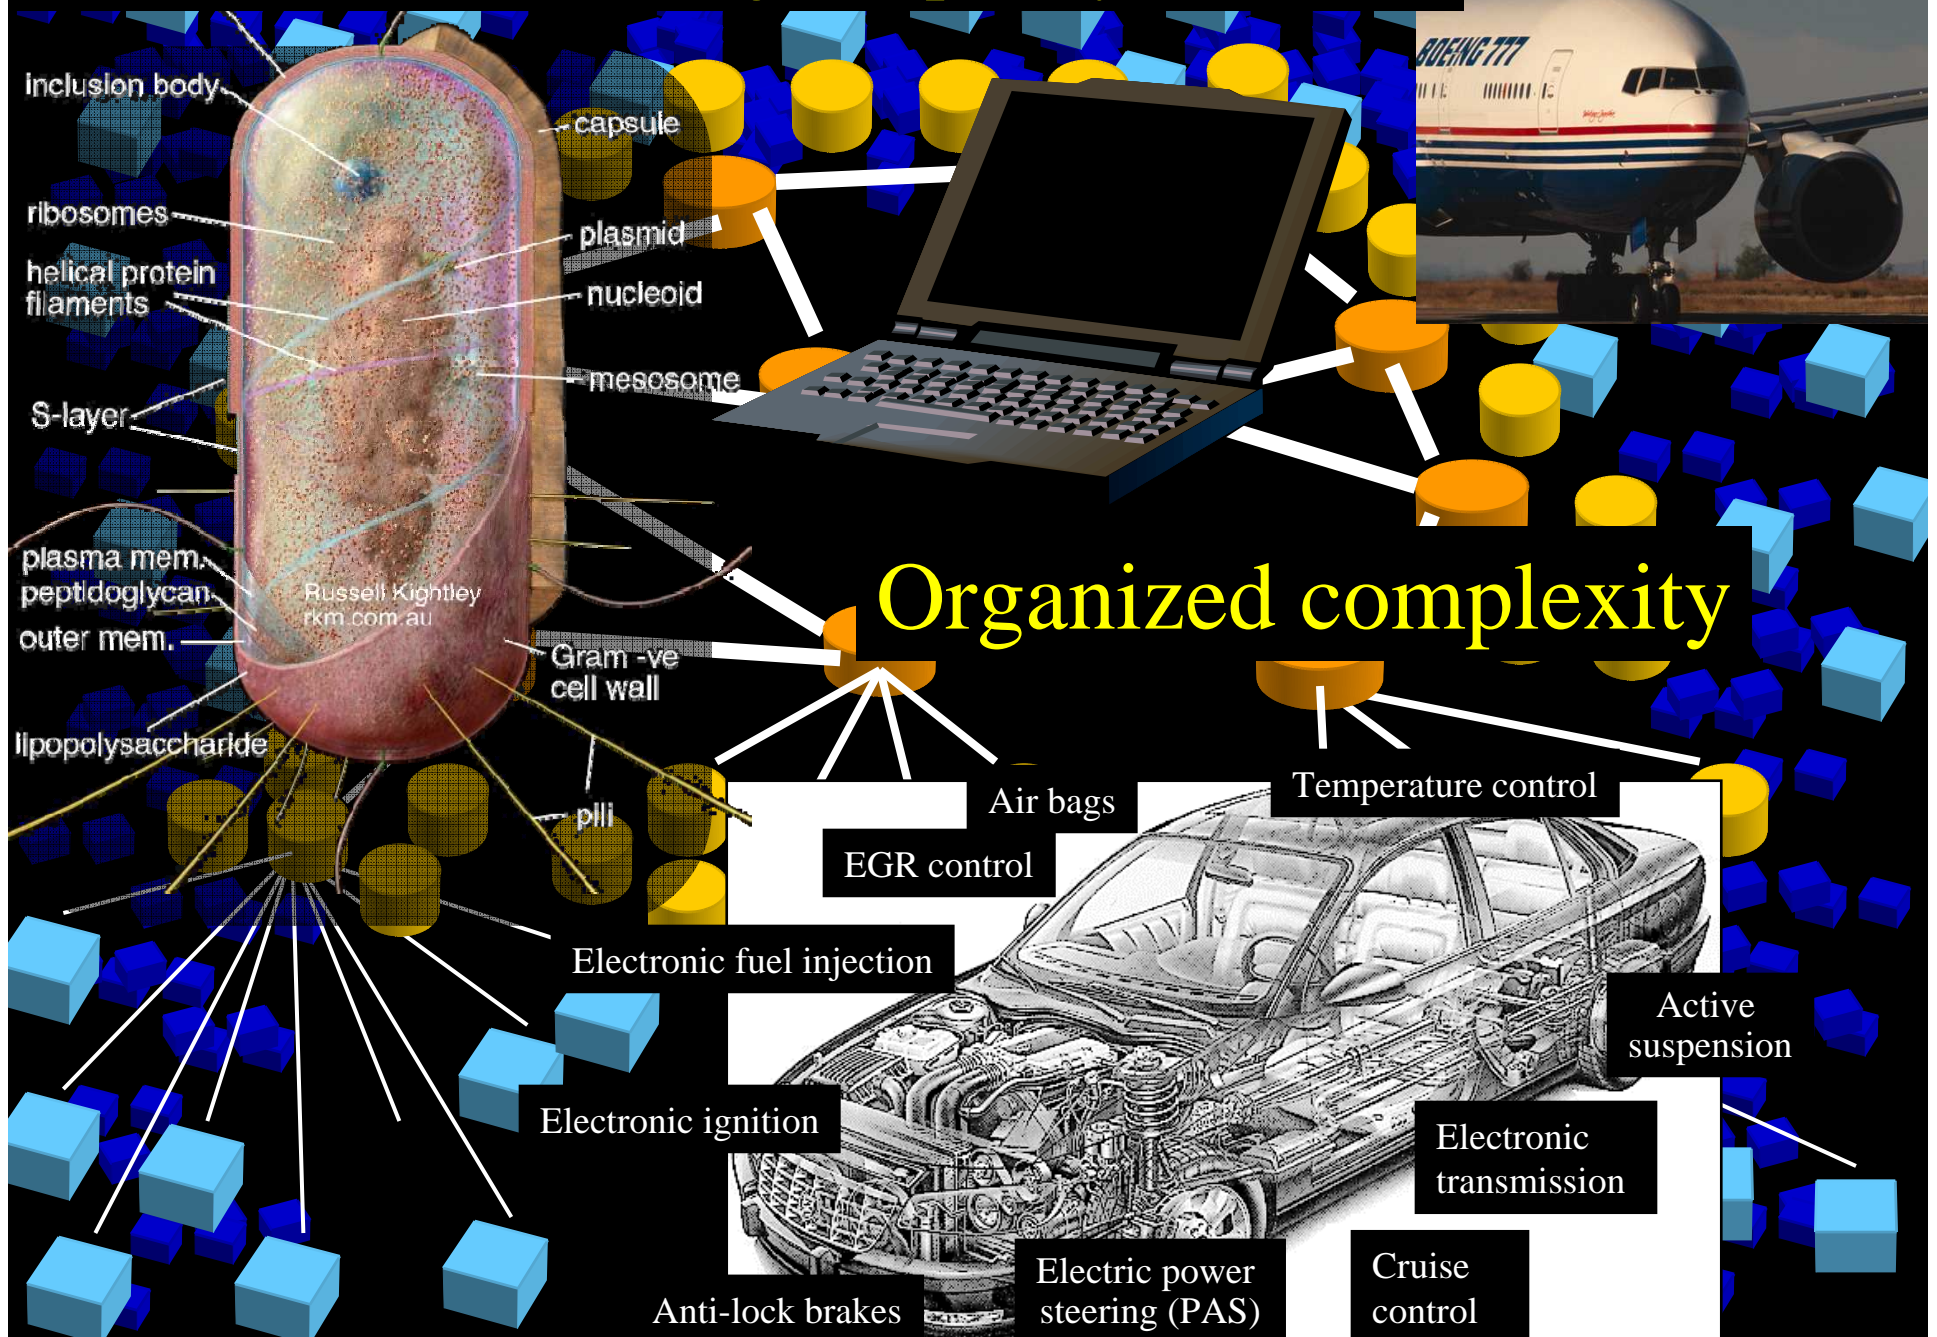 BOEING 777
inclusion body
capsule
ribosomes
plasmid
helical protein
filaments
nucleoid
mesosome
S-layer
plasma mem.
peptidoglycan
outer mem.
Russell Kightley
rkm.com.au
Gram -ve
cell wall
lipopolysaccharide
pili
Organized complexity
Air bags
Temperature control
EGR control
Electronic fuel injection
Active
suspension
Electronic ignition
Electronic
transmission
Electric power
steering (PAS)
Cruise
control
Anti-lock brakes